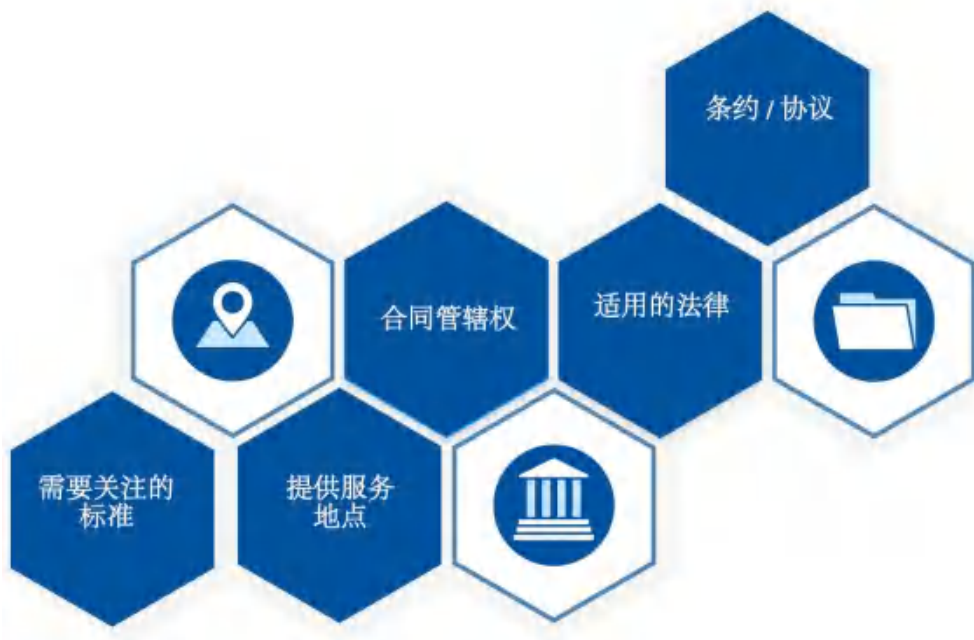 条约 / 协议
合同管辖权
适用的法律
需要关注的
标准
提供服务
地点